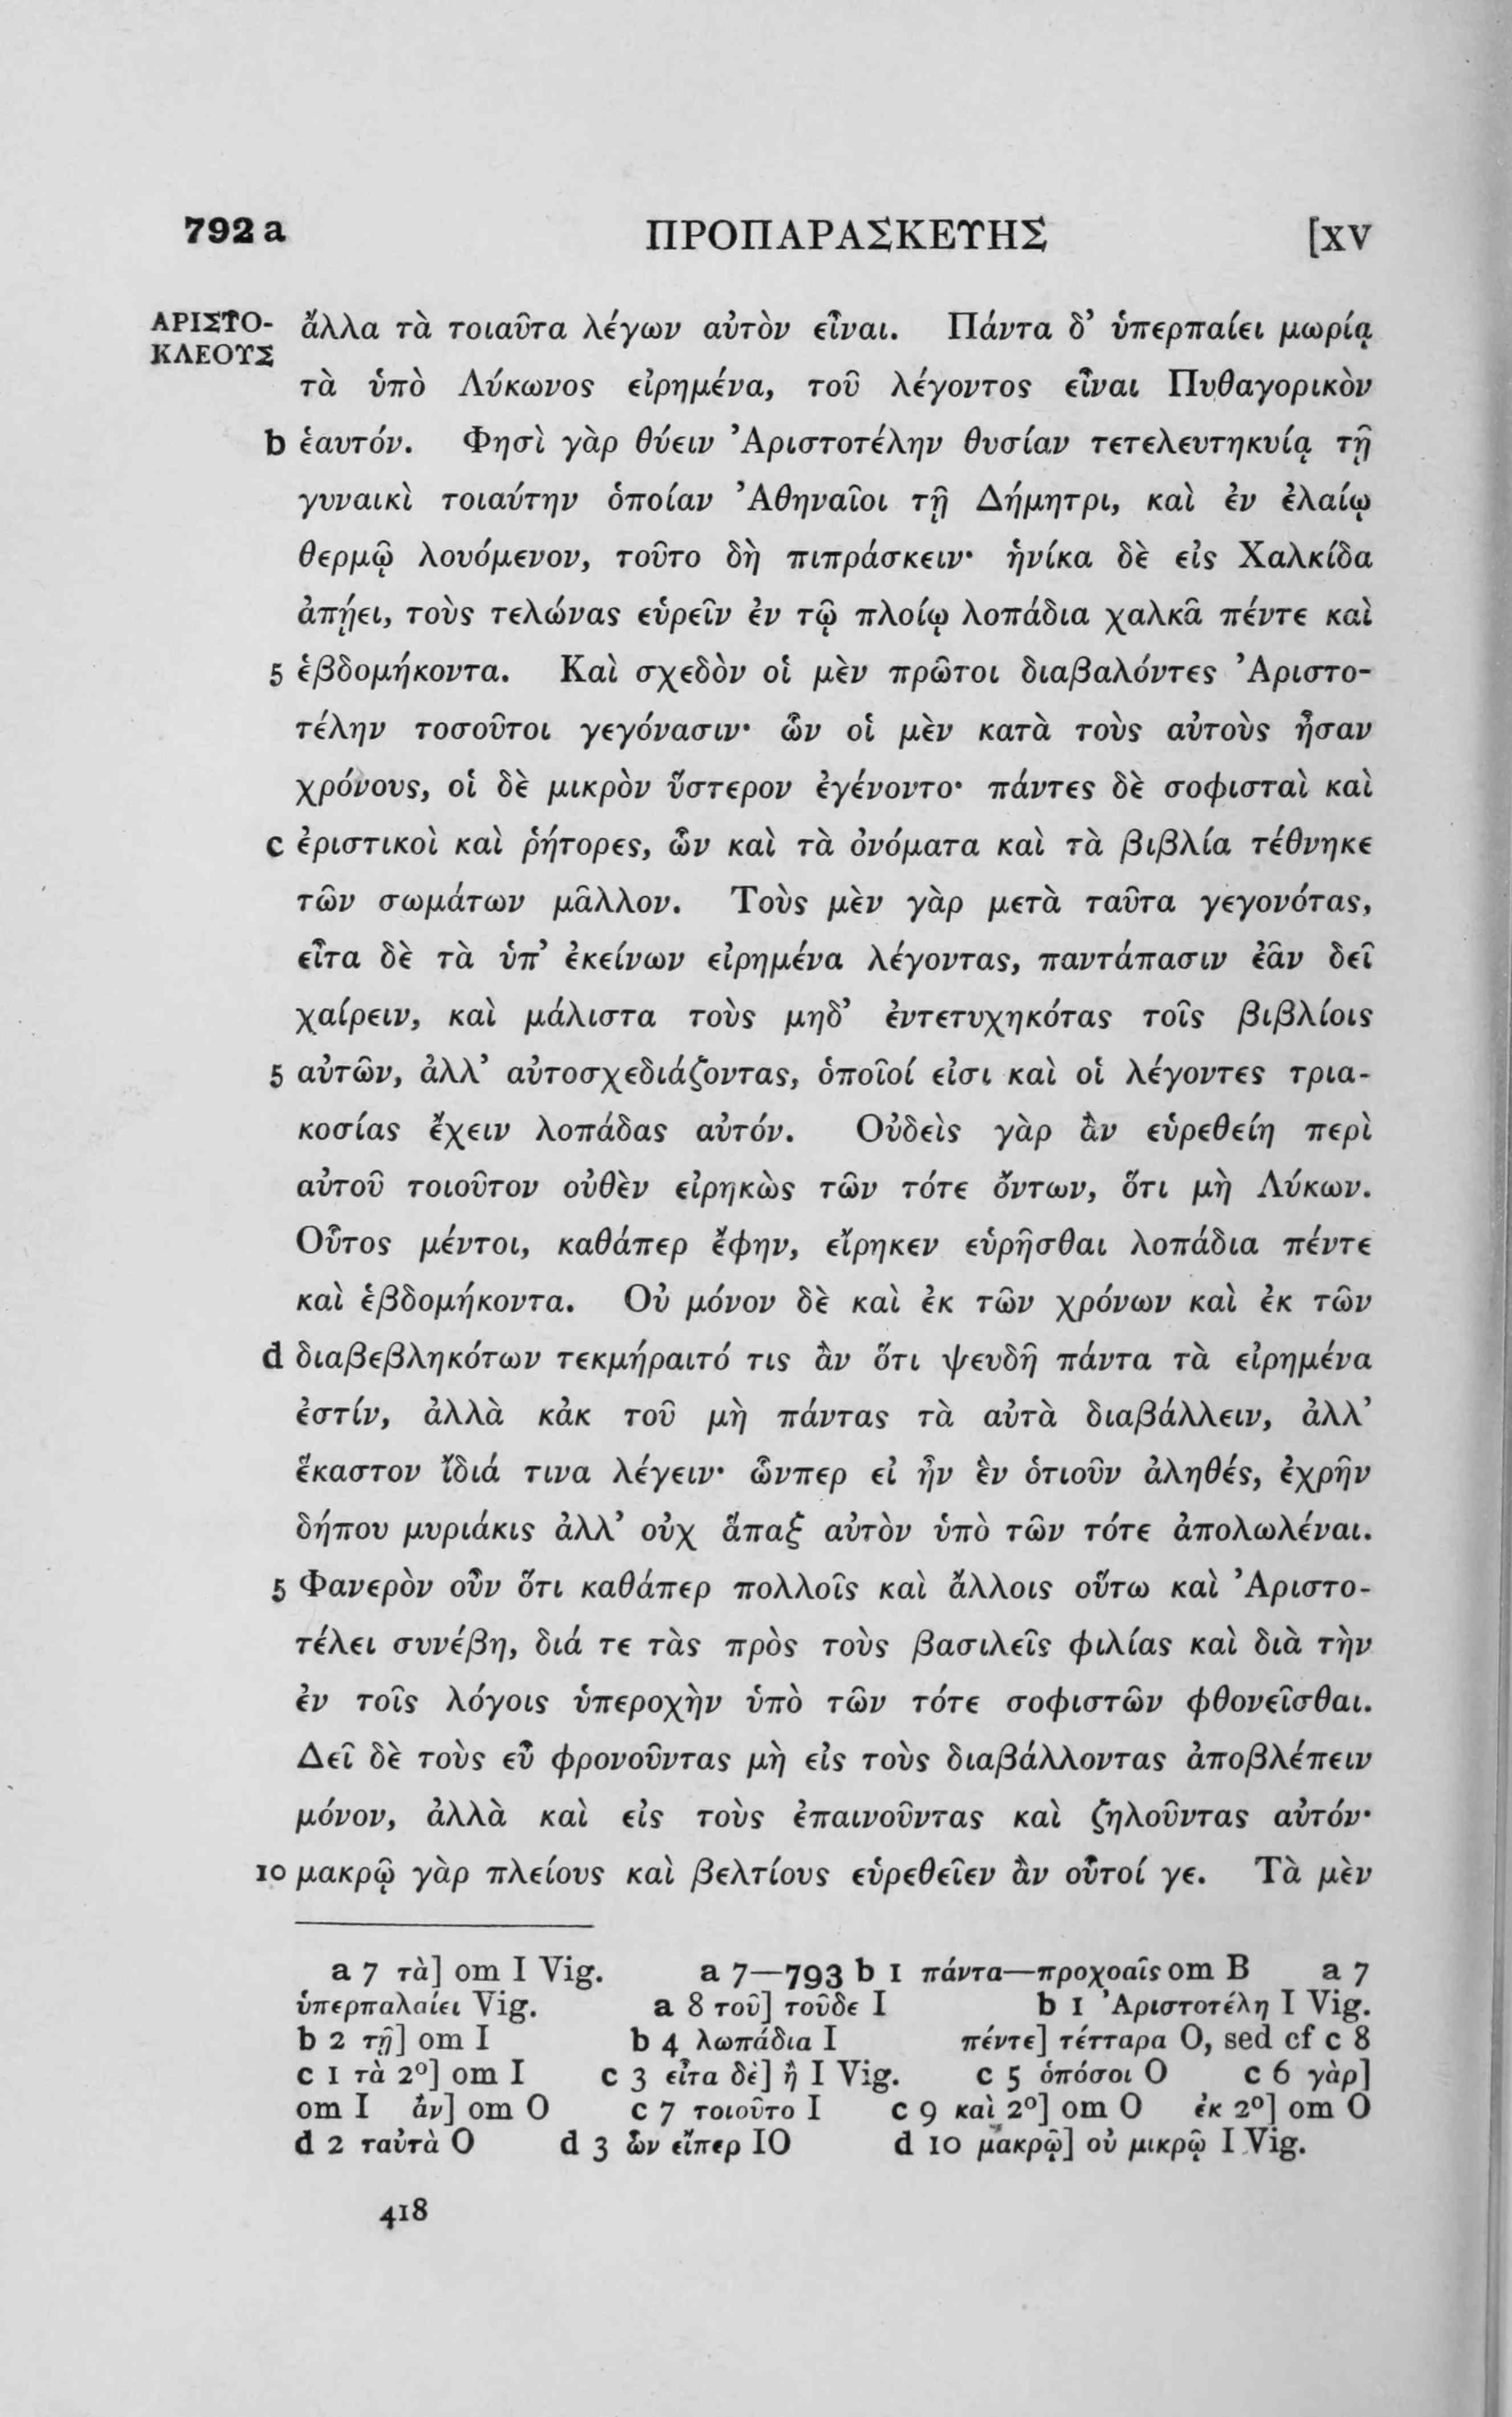 792 a ΠΡΟΠΑΡΑΣΚΕΥΗΣ [XV
ΑΡΙΣΤΟ- ἄλλα τὰ τοιαῦτα λέγων αὐτὸν εἶναι. Πάντα δ’ ὑπερπαίει μωρίᾳ
ΚΛΕΟΥΣ
τὰ ὑπὸ Λύκωνος εἰρημένα, τοῦ λέγοντος εἶναι Πυθαγορικὸν
b ἑαυτόν. Φησὶ γὰρ θύειν Ἀριστοτέλην θυσίαν τετελευτηκυίᾳ τῇ
γυναικὶ τοιαύτην ὁποίαν Ἀθηναῖοι τῇ Δήμητρι, καὶ ἐν ἐλαίῳ
θερμῷ λουόμενον, τοῦτο δὴ πιπράσκειν· ἡνίκα δὲ εἰς Χαλκίδα
ἀπῄει, τοὺς τελώνας εὑρεῖν ἐν τῷ πλοίῳ λοπάδια χαλκᾶ πέντε καὶ
5 ἑβδομήκοντα. Καὶ σχεδὸν οἱ μὲν πρῶτοι διαβαλόντες Ἀριστο-
τέλην τοσοῦτοι γεγόνασιν· ὧν οἱ μὲν κατὰ τοὺς αὐτοὺς ἦσαν
χρόνους, οἱ δὲ μικρὸν ὕστερον ἐγένοντο· πάντες δὲ σοφισταὶ καὶ
c ἐριστικοὶ καὶ ῥήτορες, ὧν καὶ τὰ ὀνόματα καὶ τὰ βιβλία τέθνηκε
τῶν σωμάτων μᾶλλον. Τοὺς μὲν γὰρ μετὰ ταῦτα γεγονότας,
εἶτα δὲ τὰ ὑπ’ ἐκείνων εἰρημένα λέγοντας, παντάπασιν ἐᾶν δεῖ
χαίρειν, καὶ μάλιστα τοὺς μηδ’ ἐντετυχηκότας τοῖς βιβλίοις
5 αὐτῶν, ἀλλ’ αὐτοσχεδιάζοντας, ὁποῖοί εἰσι καὶ οἱ λέγοντες τρια-
κοσίας ἔχειν λοπάδας αὐτόν. Οὐδεὶς γὰρ ἂν εὑρεθείη περὶ
αὐτοῦ τοιοῦτον οὐθὲν εἰρηκὼς τῶν τότε ὄντων, ὅτι μὴ Λύκων.
Οὗτος μέντοι, καθάπερ ἔφην, εἴρηκεν εὑρῆσθαι λοπάδια πέντε
καὶ ἑβδομήκοντα. Οὐ μόνον δὲ καὶ ἐκ τῶν χρόνων καὶ ἐκ τῶν
d διαβεβληκότων τεκμήραιτό τις ἂν ὅτι ψευδῆ πάντα τὰ εἰρημένα
ἐστίν, ἀλλὰ κἀκ τοῦ μὴ πάντας τὰ αὐτὰ διαβάλλειν, ἀλλ’
ἕκαστον ἴδιά τινα λέγειν· ὧνπερ εἰ ἦν ἓν ὁτιοῦν ἀληθές, ἐχρῆν
δήπου μυριάκις ἀλλ’ οὐχ ἅπαξ αὐτὸν ὑπὸ τῶν τότε ἀπολωλέναι.
5 Φανερὸν οὖν ὅτι καθάπερ πολλοῖς καὶ ἄλλοις οὕτω καὶ Ἀριστο-
τέλει συνέβη, διά τε τὰς πρὸς τοὺς βασιλεῖς φιλίας καὶ διὰ τὴν
ἐν τοῖς λόγοις ὑπεροχὴν ὑπὸ τῶν τότε σοφιστῶν φθονεῖσθαι.
Δεῖ δὲ τοὺς εὖ φρονοῦντας μὴ εἰς τοὺς διαβάλλοντας ἀποβλέπειν
μόνον, ἀλλὰ καὶ εἰς τοὺς ἐπαινοῦντας καὶ ζηλοῦντας αὐτόν·
10 μακρῷ γὰρ πλείους καὶ βελτίους εὑρεθεῖεν ἂν οὗτοί γε. Τὰ μὲν
a 7 τὰ] om I Vig. a 7—793 b 1 πάντα—προχοαῖς om B a 7
ὑπερπαλαίει Vig. a 8 τοῦ] τοῦδε I b 1 Ἀριστοτέλη I Vig.
b 2 τῇ] om I b 4 λωπάδια I πέντε] τέτταρα O, sed cf c 8
c 1 τὰ 2º] om I c 3 εἶτα δὲ] ἢ I Vig. c 5 ὁπόσοι O c 6 γὰρ]
om I ἄν] om O c 7 τοιοῦτο I c 9 καὶ 2º] om O ἐκ 2º] om O
d 2 ταὐτὰ O d 3 ὧν εἴπερ IO d 10 μακρῷ] οὐ μικρῷ I Vig.
418